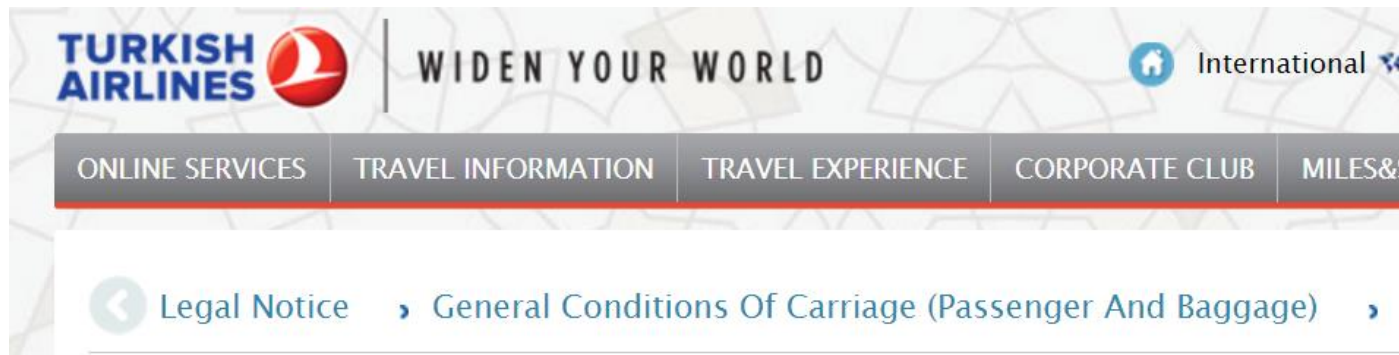 TURKISH AIRLINES WIDEN YOUR WORLD International
ONLINE SERVICES TRAVEL INFORMATION TRAVEL EXPERIENCE CORPORATE CLUB MILES&
Legal Notice › General Conditions Of Carriage (Passenger And Baggage) ›